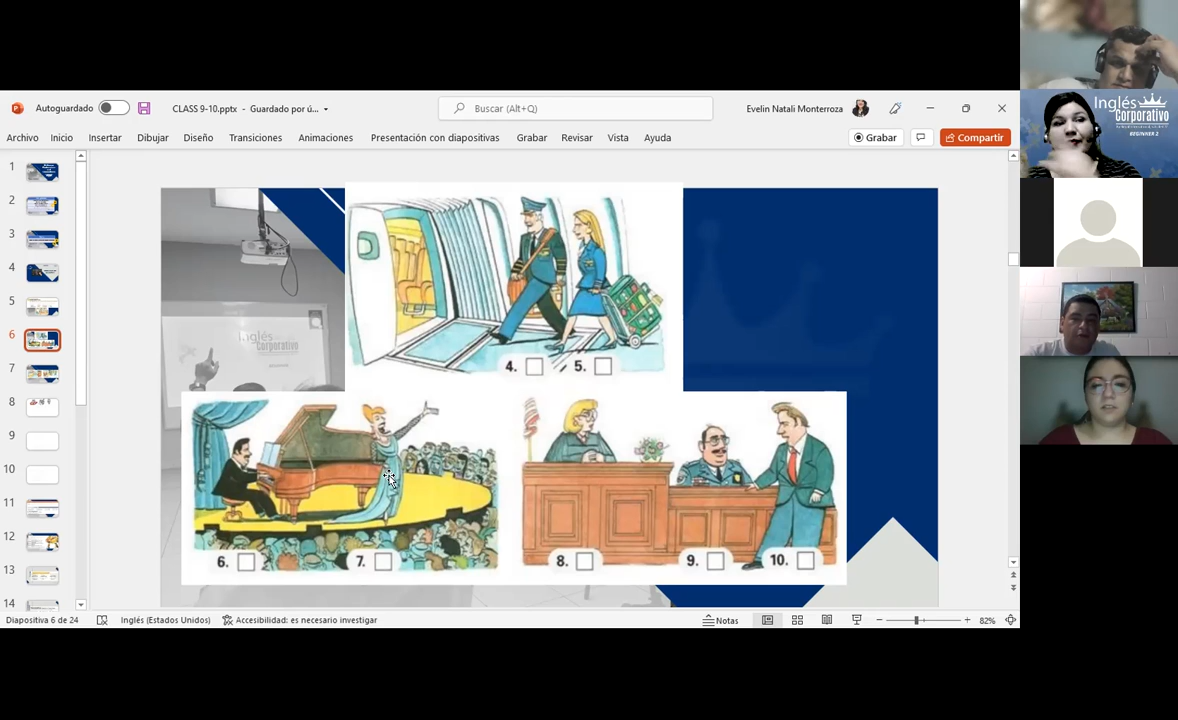 Autoguardado
CLASS 9-10.pptx - Guardado por ú...
Buscar (Alt+Q)
Evelin Natali Monterroza
Archivo Inicio Insertar Dibujar Diseño Transiciones Animaciones Presentación con diapositivas Grabar Revisar Vista Ayuda
Grabar
Compartir
Inglés
Corporativo
BEGINNER 2
1
2
3
4
5
6
7
8
9
10
11
12
13
14
Inglés
Corporativo
4. 5.
6. 7. 8. 9. 10.
Diapositiva 6 de 24
Inglés (Estados Unidos)
Accesibilidad: es necesario investigar
Notas
82%